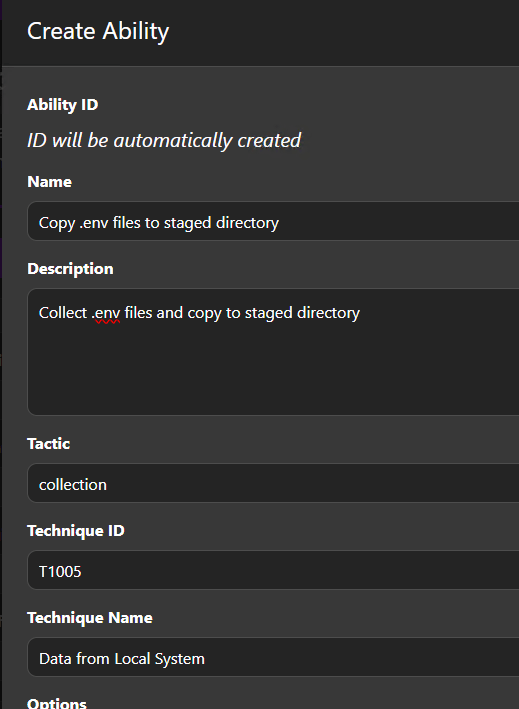 Create Ability
Ability ID
ID will be automatically created
Name
Copy .env files to staged directory
Description
Collect .env files and copy to staged directory
Tactic
collection
Technique ID
T1005
Technique Name
Data from Local System
Options